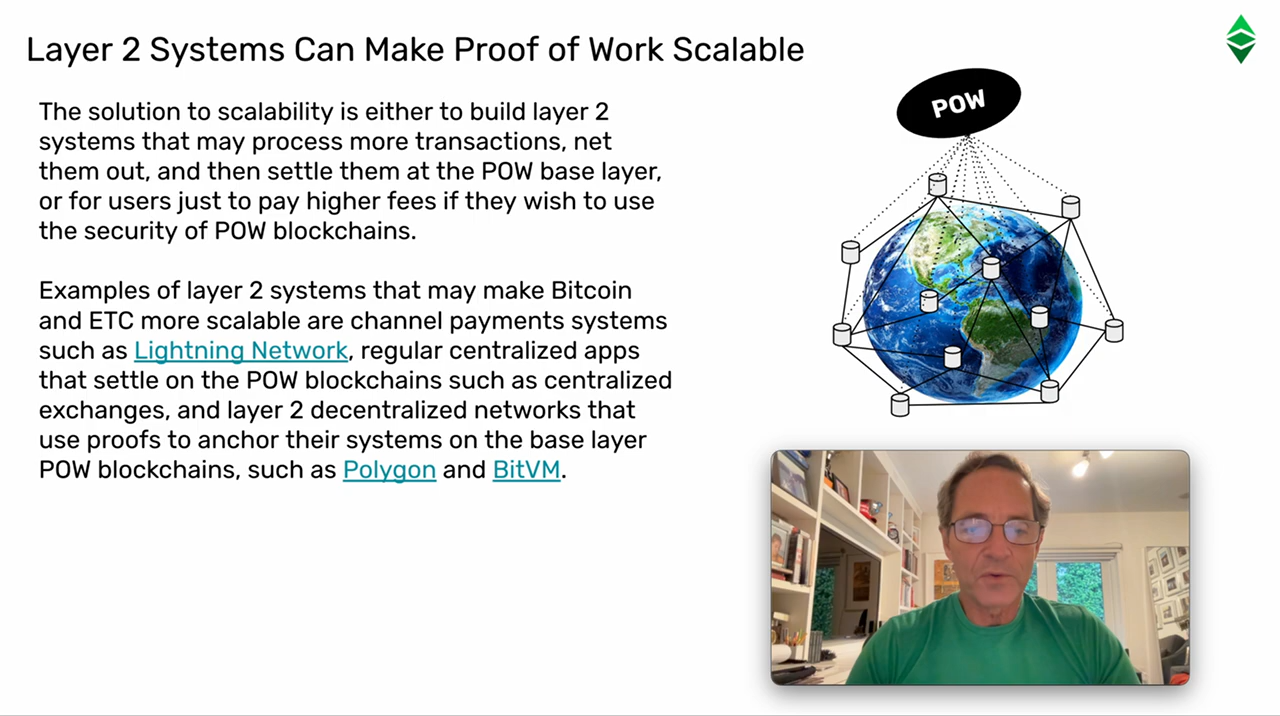 Layer 2 Systems Can Make Proof of Work Scalable
The solution to scalability is either to build layer 2
systems that may process more transactions, net
them out, and then settle them at the POW base layer,
or for users just to pay higher fees if they wish to use
the security of POW blockchains.
Examples of layer 2 systems that may make Bitcoin
and ETC more scalable are channel payments systems
such as Lightning Network, regular centralized apps
that settle on the POW blockchains such as centralized
exchanges, and layer 2 decentralized networks that
use proofs to anchor their systems on the base layer
POW blockchains, such as Polygon and BitVM.
POW